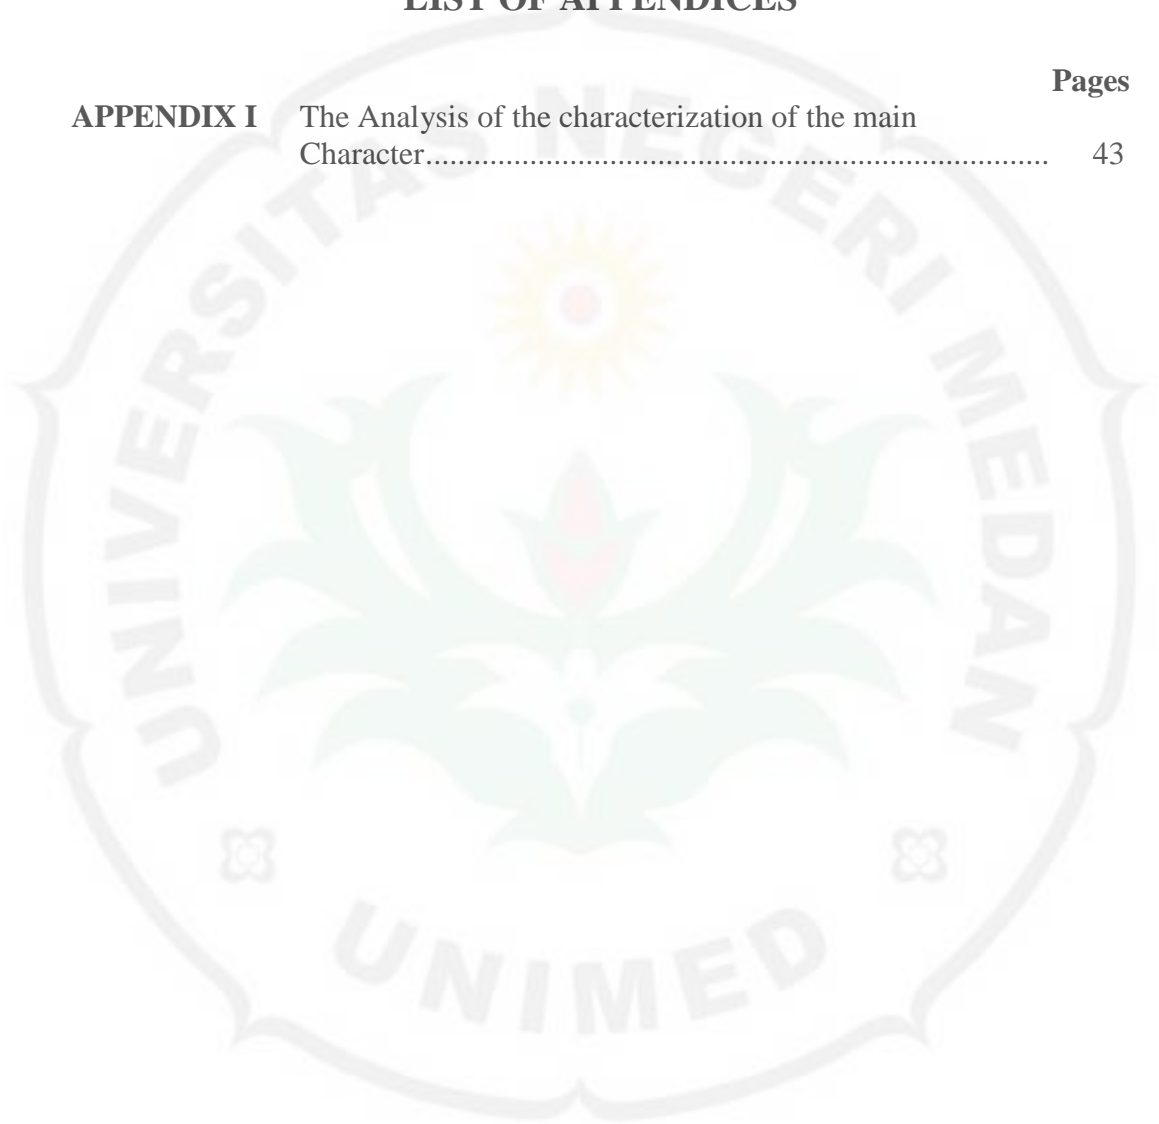 LIST OF APPENDICES
Pages
APPENDIX I The Analysis of the characterization of the main
Character............................................................................. 43
UNIVERSITAS NEGERI MEDAN
UNIMED